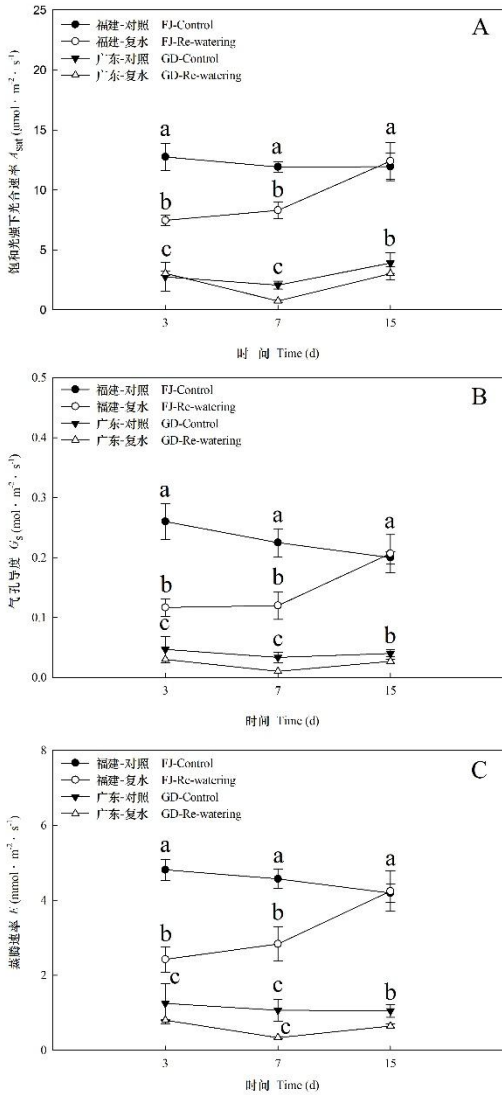 A
福建-对照 FJ-Control
福建-复水 FJ-Re-watering
广东-对照 GD-Control
广东-复水 GD-Re-watering
25
20
15
10
5
0
饱和光强下光合速率 Asat (μmol· m⁻²· s⁻¹)
a a a
b b
c c b
3 7 15
时 间 Time (d)
B
福建-对照 FJ-Control
福建-复水 FJ-Re-watering
广东-对照 GD-Control
广东-复水 GD-Re-watering
0.5
0.4
0.3
0.2
0.1
0.0
气孔导度 Gs (mol· m⁻²· s⁻¹)
a a a
b b
c c b
3 7 15
时间 Time (d)
C
福建-对照 FJ-Control
福建-复水 FJ-Re-watering
广东-对照 GD-Control
广东-复水 GD-Re-watering
8
6
4
2
0
蒸腾速率 E (mmol· m⁻²· s⁻¹)
a a a
b b
c c b
c
3 7 15
时间 Time (d)